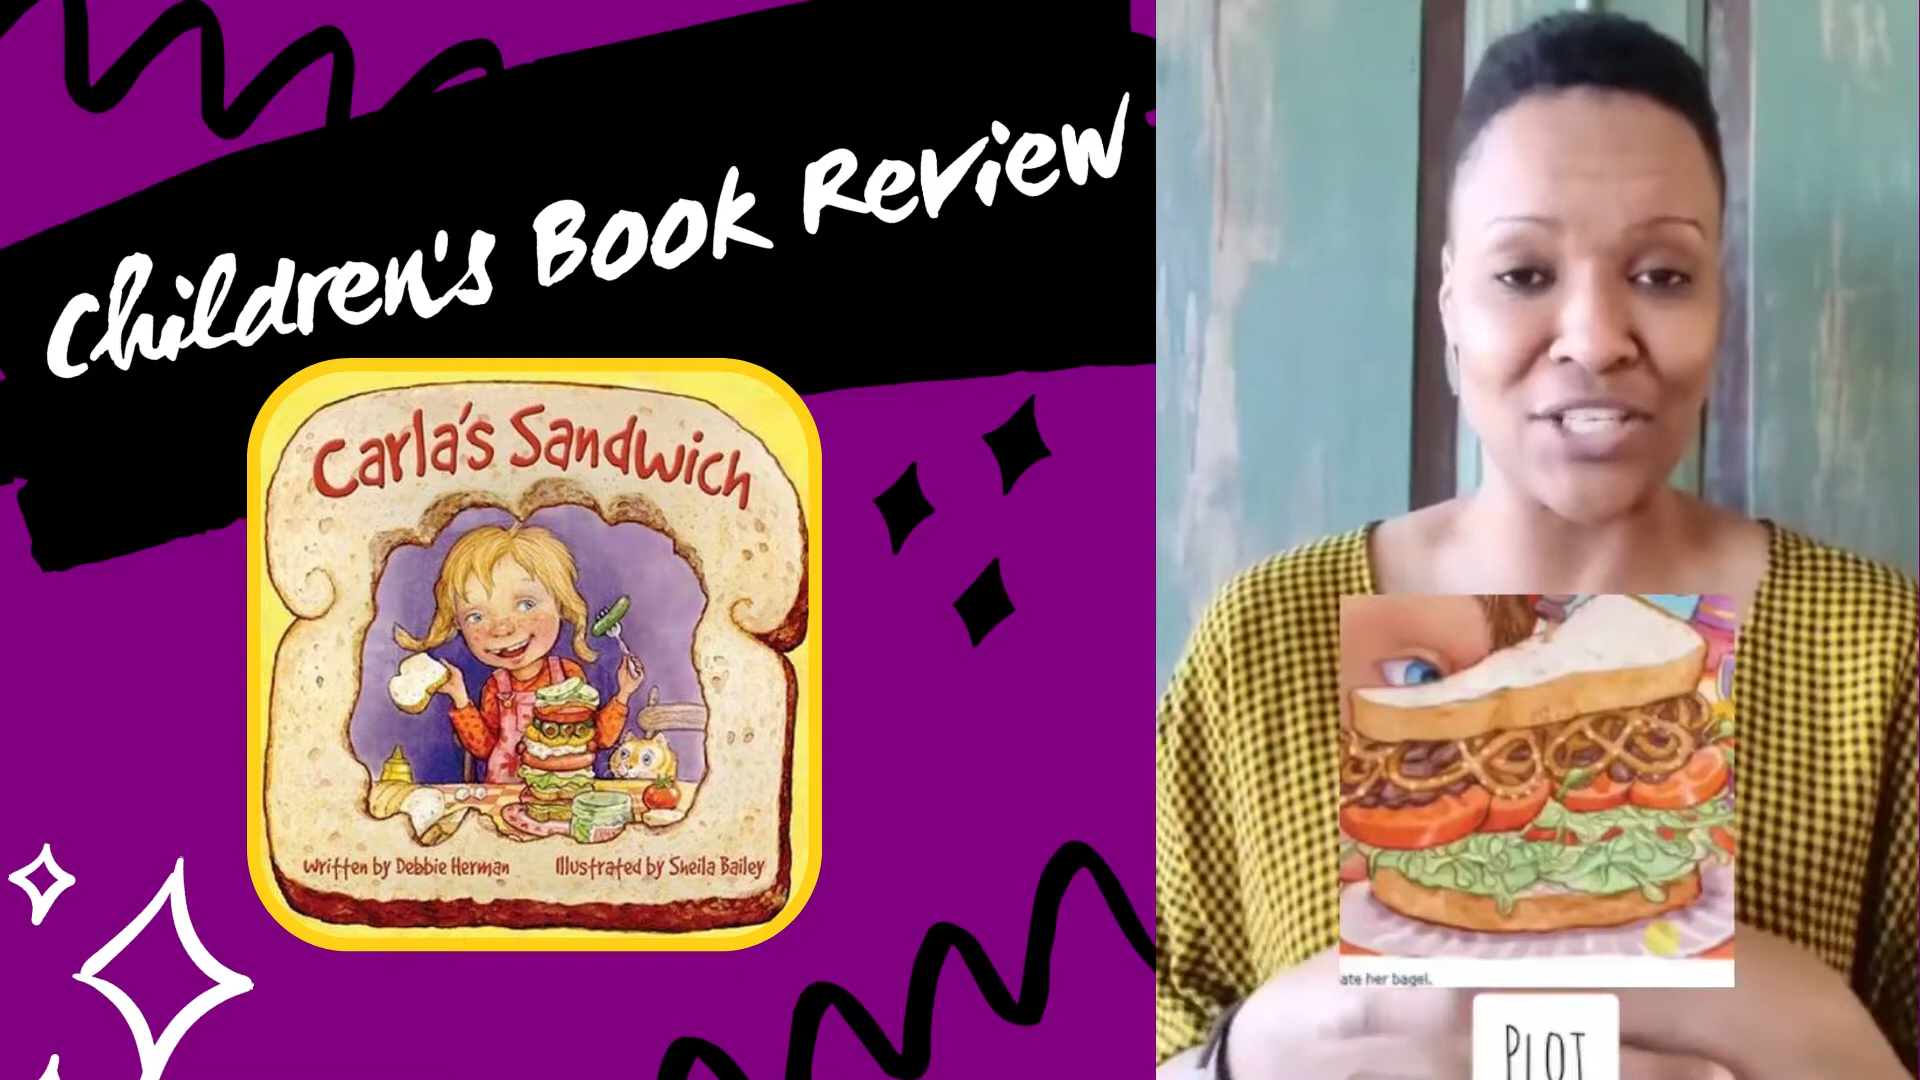 Children's Book Review
Carla's Sandwich
Written by Debbie Herman
Illustrated by Sheila Bailey
ate her bagel.
PLOT